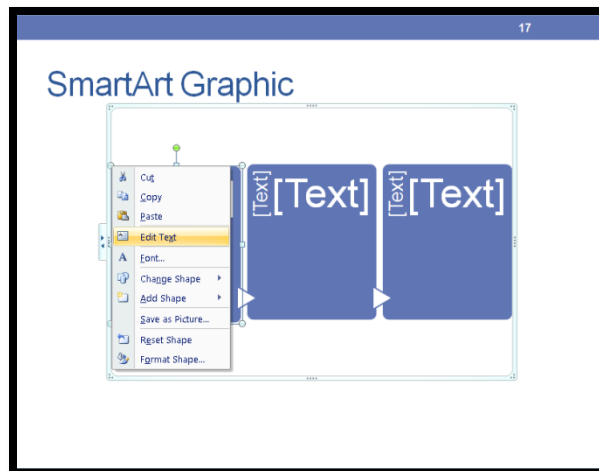 17
SmartArt Graphic
Cut
Copy
Paste
Edit Text
Font...
Change Shape
Add Shape
Save as Picture...
Reset Shape
Format Shape...
[Text]
[Text]
[Text]
[Text]